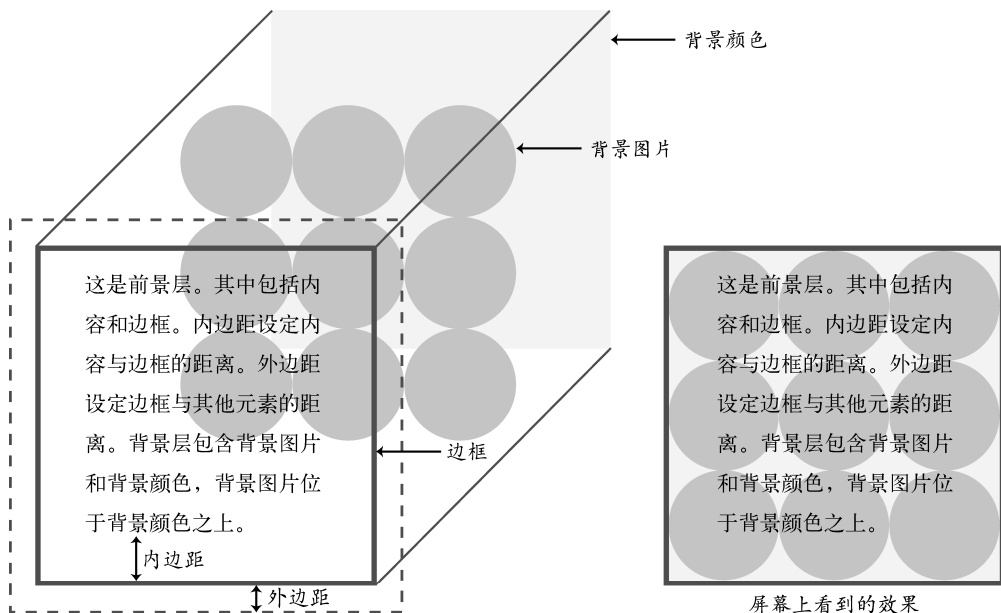 背景颜色
背景图片
这是前景层。其中包括内
容和边框。内边距设定内
容与边框的距离。外边距
设定边框与其他元素的距
离。背景层包含背景图片
和背景颜色，背景图片位
于背景颜色之上。
边框
内边距
外边距
这是前景层。其中包括内
容和边框。内边距设定内
容与边框的距离。外边距
设定边框与其他元素的距
离。背景层包含背景图片
和背景颜色，背景图片位
于背景颜色之上。
屏幕上看到的效果